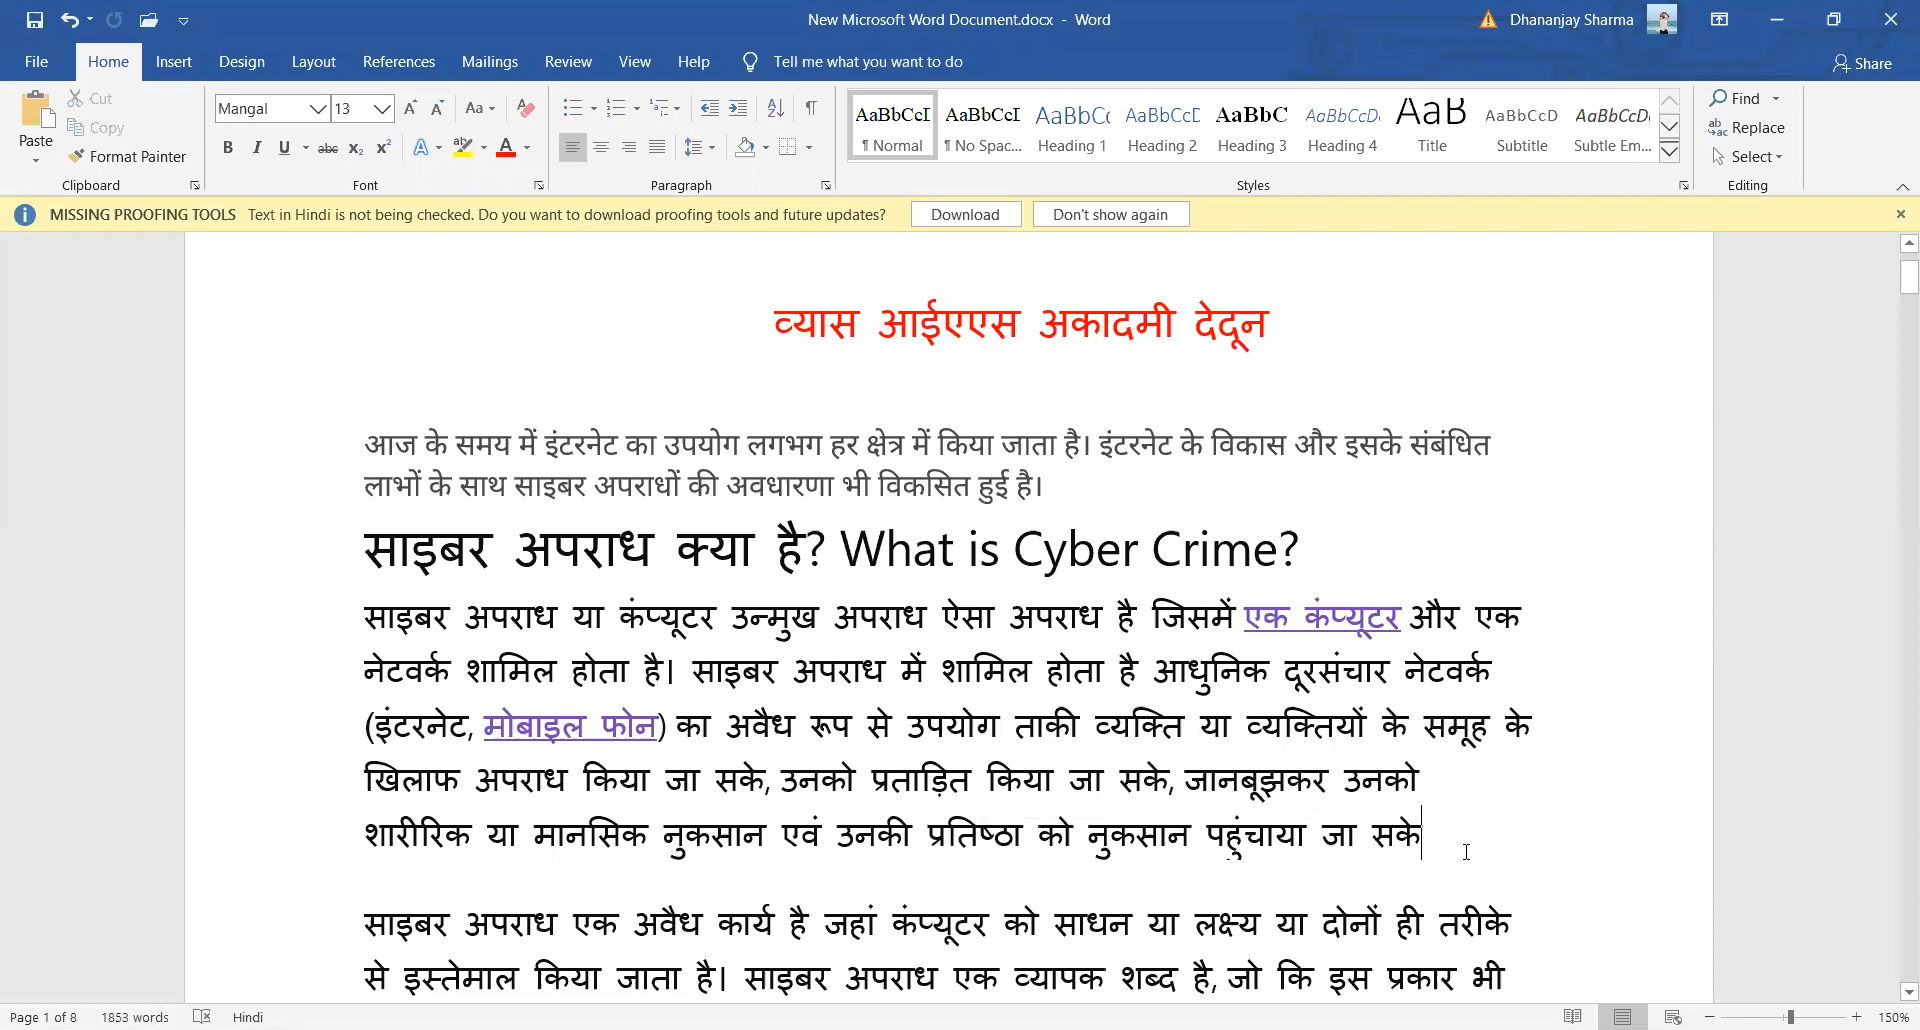 New Microsoft Word Document.docx - Word
Dhananjay Sharma
File Home Insert Design Layout References Mailings Review View Help Tell me what you want to do Share
Paste Cut Copy Format Painter Clipboard
Mangal 13 Aa Font
B I U abc x₂ x² A A
Paragraph
AaBbCcI AaBbCcI AaBbCc AaBbCcD AaBbC AaBbCcD AaB AaBbCcD AaBbCcD
¶ Normal ¶ No Spac... Heading 1 Heading 2 Heading 3 Heading 4 Title Subtitle Subtle Em...
Styles
Find Replace Select Editing
MISSING PROOFING TOOLS Text in Hindi is not being checked. Do you want to download proofing tools and future updates? Download Don't show again
व्यास आईएएस अकादमी देदून
आज के समय में इंटरनेट का उपयोग लगभग हर क्षेत्र में किया जाता है। इंटरनेट के विकास और इसके संबंधित
लाभों के साथ साइबर अपराधों की अवधारणा भी विकसित हुई है।
साइबर अपराध क्या है? What is Cyber Crime?
साइबर अपराध या कंप्यूटर उन्मुख अपराध ऐसा अपराध है जिसमें एक कंप्यूटर और एक
नेटवर्क शामिल होता है। साइबर अपराध में शामिल होता है आधुनिक दूरसंचार नेटवर्क
(इंटरनेट, मोबाइल फोन) का अवैध रूप से उपयोग ताकी व्यक्ति या व्यक्तियों के समूह के
खिलाफ अपराध किया जा सके, उनको प्रताड़ित किया जा सके, जानबूझकर उनको
शारीरिक या मानसिक नुकसान एवं उनकी प्रतिष्ठा को नुकसान पहुंचाया जा सके
साइबर अपराध एक अवैध कार्य है जहां कंप्यूटर को साधन या लक्ष्य या दोनों ही तरीके
से इस्तेमाल किया जाता है। साइबर अपराध एक व्यापक शब्द है, जो कि इस प्रकार भी
Page 1 of 8 1853 words Hindi 150%